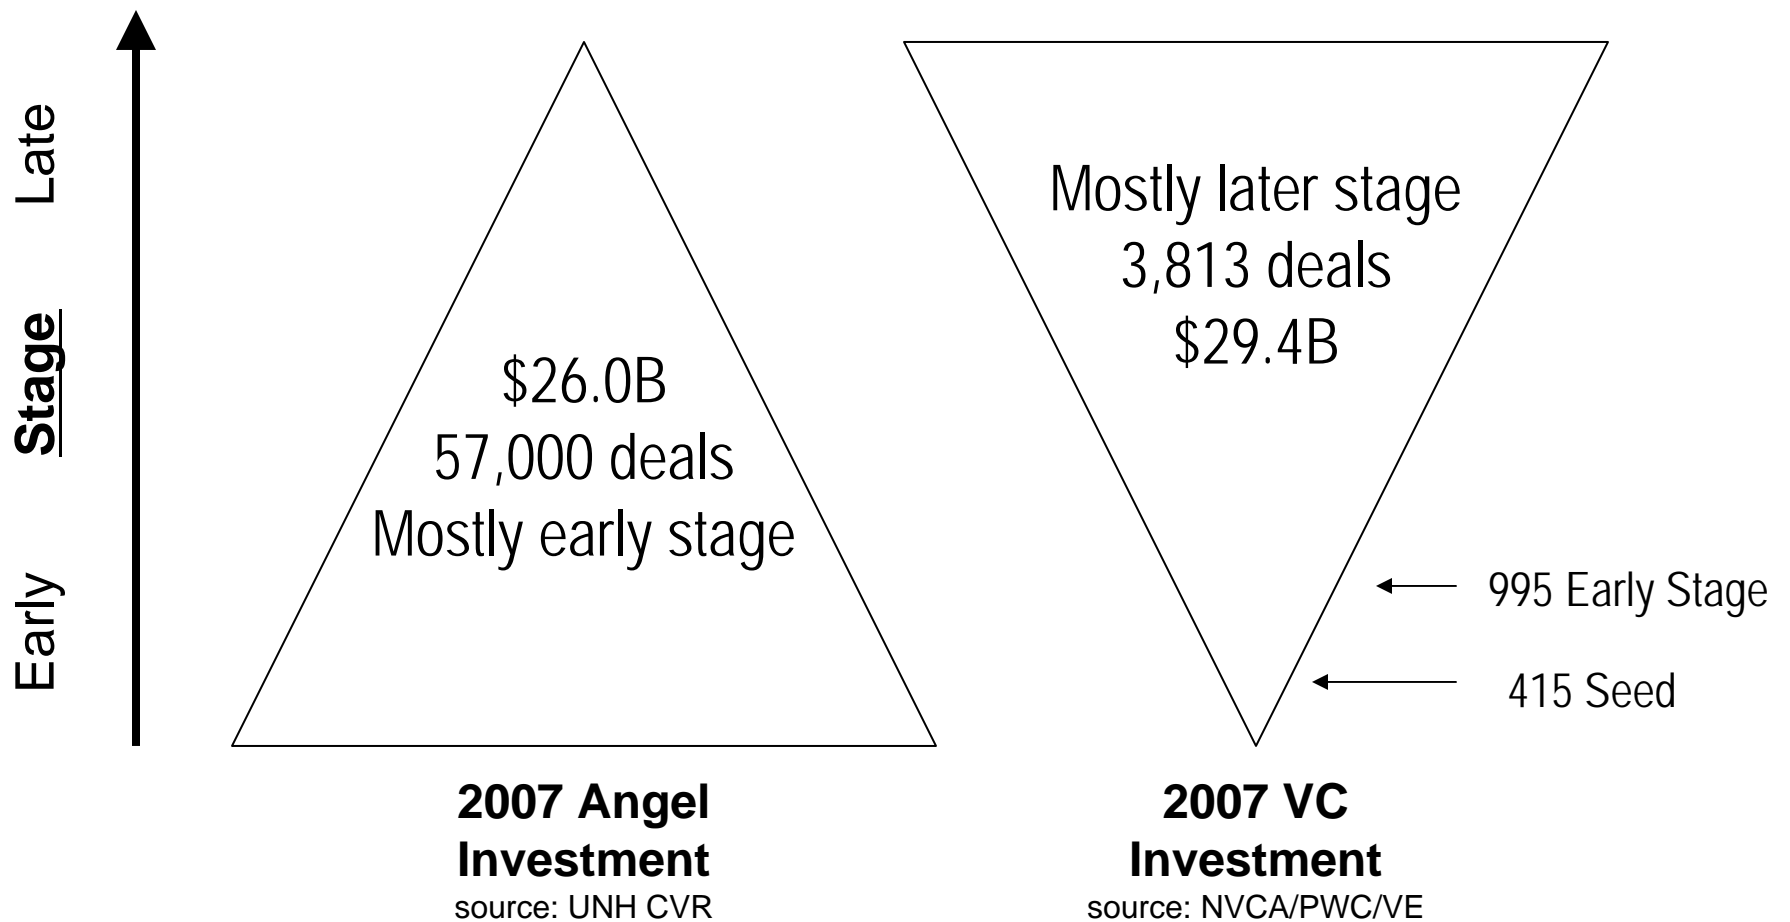 Late
Stage
Early
$26.0B
57,000 deals
Mostly early stage
2007 Angel
Investment
source: UNH CVR
Mostly later stage
3,813 deals
$29.4B
995 Early Stage
415 Seed
2007 VC
Investment
source: NVCA/PWC/VE